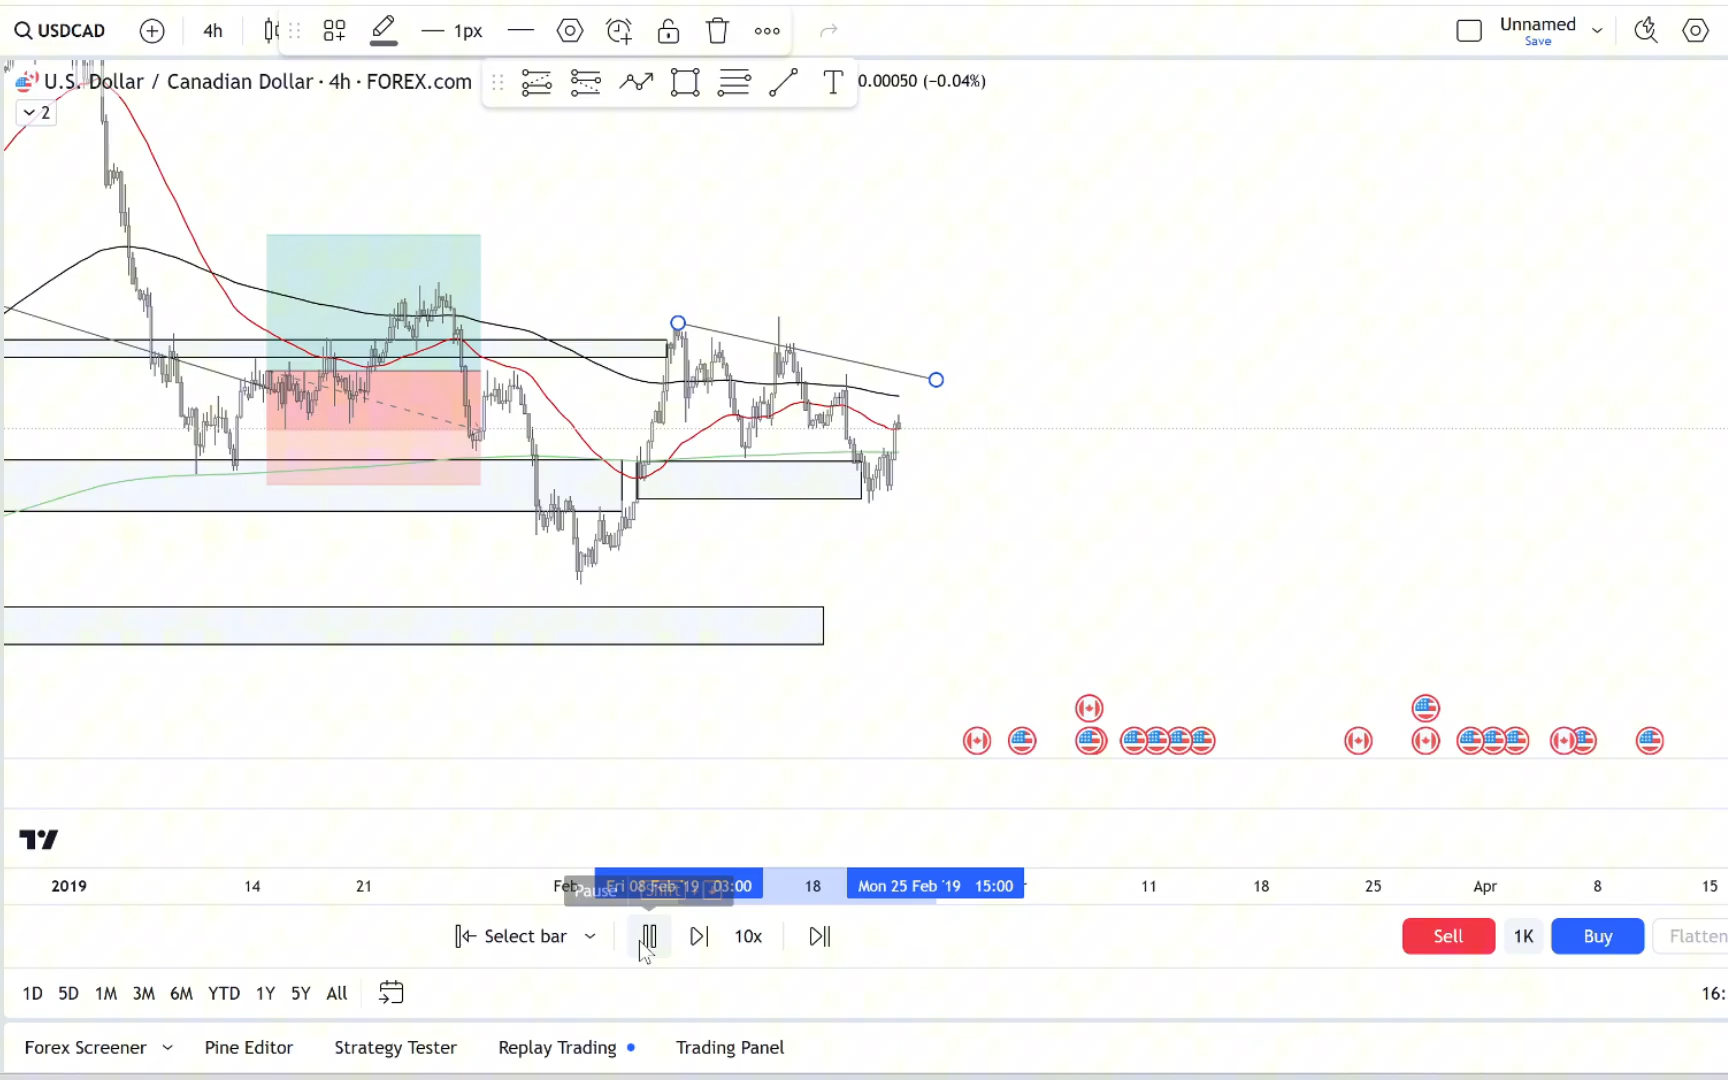 USDCAD
4h
1px
Unnamed
Save
U.S. Dollar / Canadian Dollar · 4h · FOREX.com
T
0.00050 (−0.04%)
2
2019
14
21
Feb
Fri 08 Feb '19 03:00
Pause
Shift
18
Mon 25 Feb '19 15:00
11
18
25
Apr
8
15
Select bar
10x
Sell
1K
Buy
Flatten
1D
5D
1M
3M
6M
YTD
1Y
5Y
All
16:
Forex Screener
Pine Editor
Strategy Tester
Replay Trading
Trading Panel